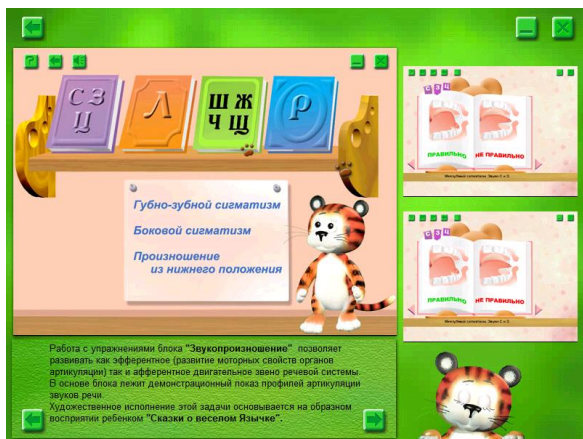 С З
Ц
Л
Ш Ж
Ч Щ
Р
Губно-зубной сигматизм
Боковой сигматизм
Произношение
из нижнего положения
Работа с упражнениями блока "Звукопроизношение" позволяет
развивать как эфферентное (развитие моторных свойств органов
артикуляции) так и афферентное двигательное звено речевой системы.
В основе блока лежит демонстрационный показ профилей артикуляции
звуков речи.
Художественное исполнение этой задачи основывается на образном
восприятии ребенком "Сказки о веселом Язычке".
С З Ц
ПРАВИЛЬНО НЕ ПРАВИЛЬНО
С З Ц
ПРАВИЛЬНО НЕ ПРАВИЛЬНО